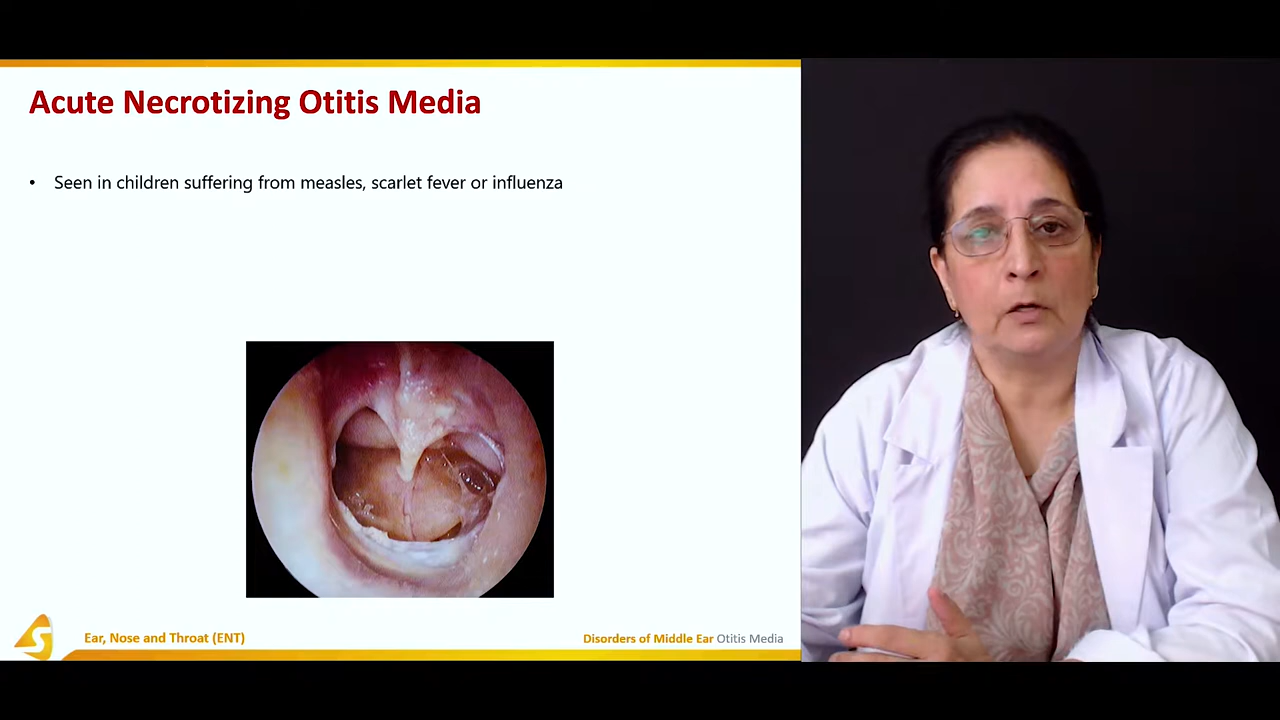 Acute Necrotizing Otitis Media
• Seen in children suffering from measles, scarlet fever or influenza
Ear, Nose and Throat (ENT)
Disorders of Middle Ear Otitis Media